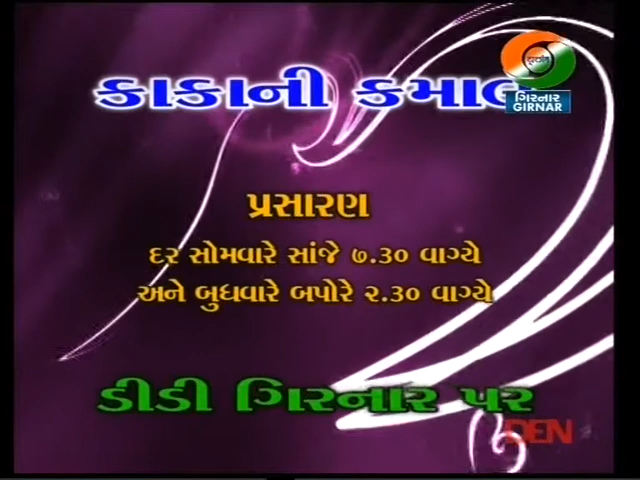 કાકાની કમાલ
ગિરનાર
GIRNAR
પ્રસારણ
દર સોમવારે સાંજે ૭.૩૦ વાગ્યે
અને બુધવારે બપોરે ૨.૩૦ વાગ્યે
ડીડી ગિરનાર પર
DEN